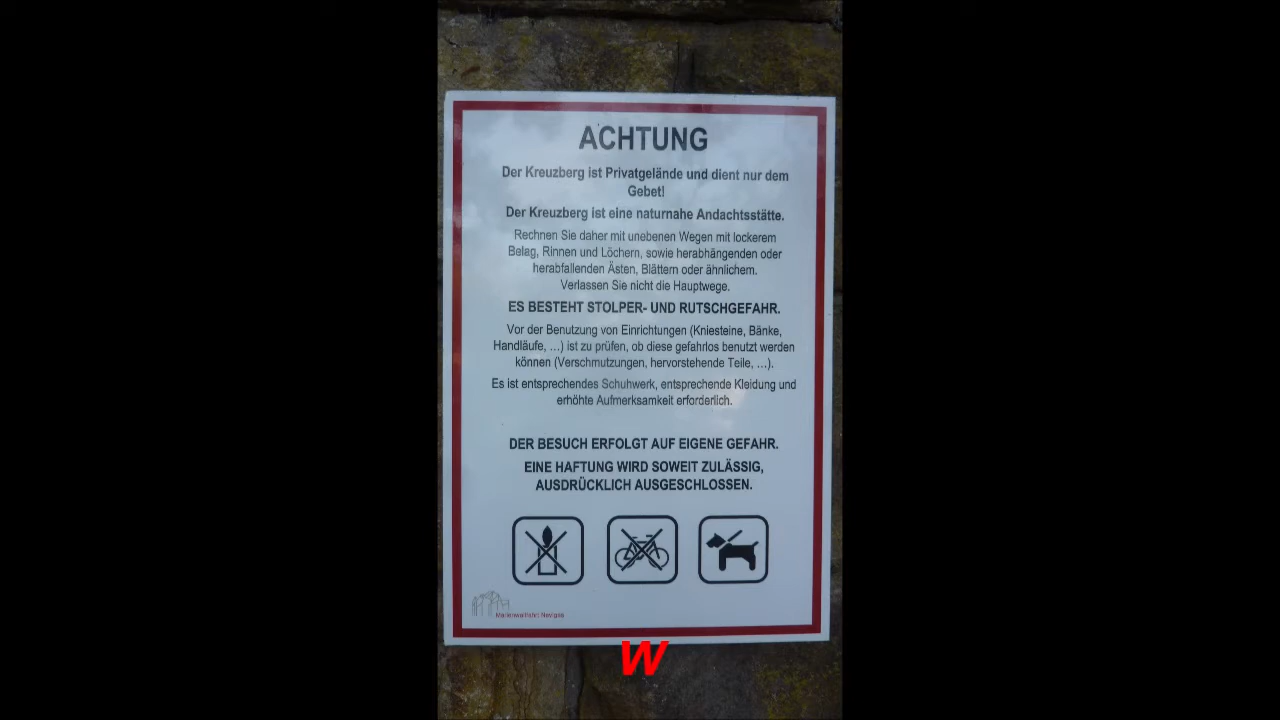 ACHTUNG
Der Kreuzberg ist Privatgelände und dient nur dem
Gebet!
Der Kreuzberg ist eine naturnahe Andachtsstätte.
Rechnen Sie daher mit unebenen Wegen mit lockerem
Belag, Rinnen und Löchern, sowie herabhängenden oder
herabfallenden Ästen, Blättern oder ähnlichem.
Verlassen Sie nicht die Hauptwege.
ES BESTEHT STOLPER- UND RUTSCHGEFAHR.
Vor der Benutzung von Einrichtungen (Kniesteine, Bänke,
Handläufe, ...) ist zu prüfen, ob diese gefahrlos benutzt werden
können (Verschmutzungen, hervorstehende Teile, ...).
Es ist entsprechendes Schuhwerk, entsprechende Kleidung und
erhöhte Aufmerksamkeit erforderlich.
DER BESUCH ERFOLGT AUF EIGENE GEFAHR.
EINE HAFTUNG WIRD SOWEIT ZULÄSSIG,
AUSDRÜCKLICH AUSGESCHLOSSEN.
Marienwallfahrt Neviges
W